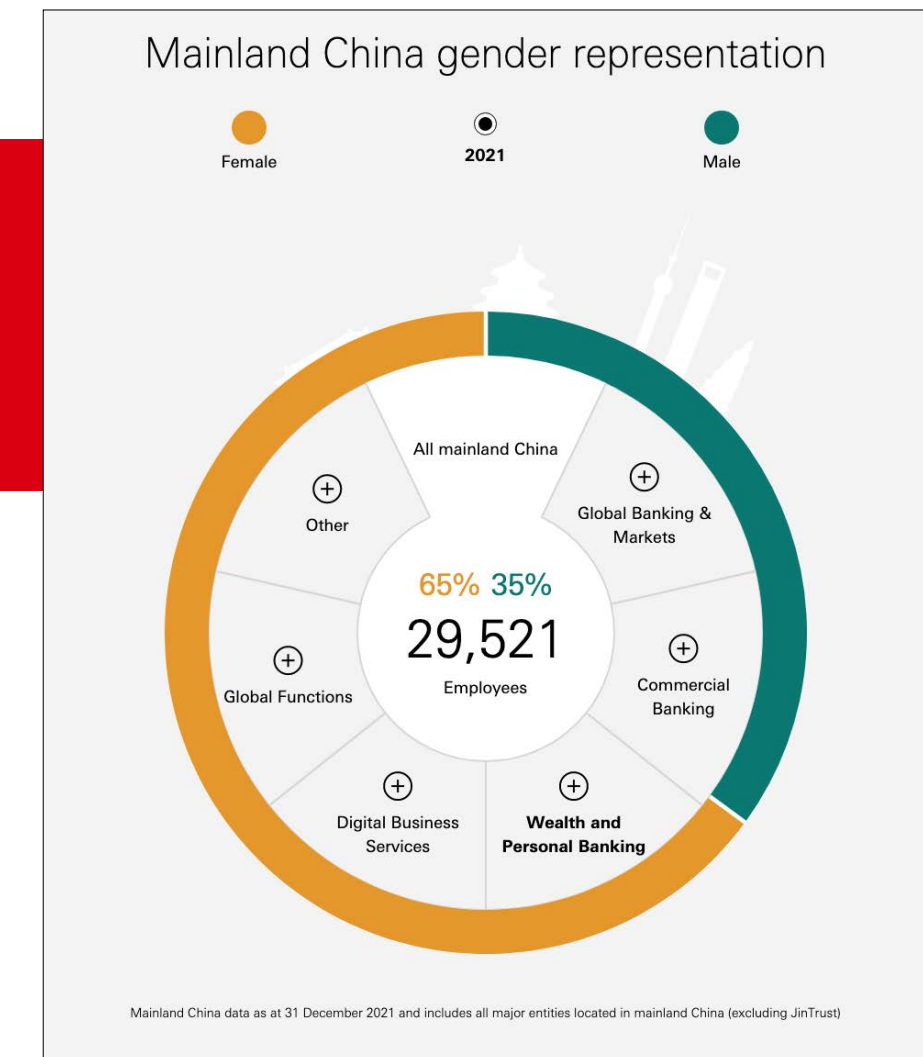 Mainland China gender representation
Female
2021
Male
All mainland China
Global Banking &
Markets
Other
65% 35%
29,521
Employees
Global Functions
Commercial
Banking
Digital Business
Services
Wealth and
Personal Banking
Mainland China data as at 31 December 2021 and includes all major entities located in mainland China (excluding JinTrust)